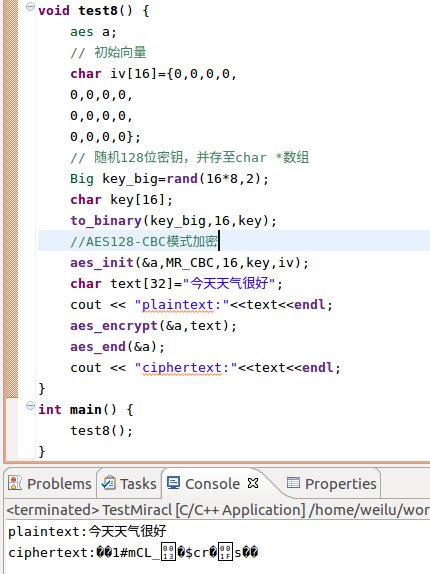 void test8() {
aes a;
// 初始向量
char iv[16]={0,0,0,0,
0,0,0,0,
0,0,0,0,
0,0,0,0};
// 随机128位密钥，并存至char *数组
Big key_big=rand(16*8,2);
char key[16];
to_binary(key_big,16,key);
//AES128-CBC模式加密
aes_init(&a,MR_CBC,16,key,iv);
char text[32]="今天天气很好";
cout << "plaintext:"<<text<<endl;
aes_encrypt(&a,text);
aes_end(&a);
cout << "ciphertext:"<<text<<endl;
}
int main() {
test8();
}
Problems Tasks Console Properties
<terminated> TestMiracl [C/C++ Application] /home/weilu/wor
plaintext:今天天气很好
ciphertext:��1#mCL_�$cr�s��